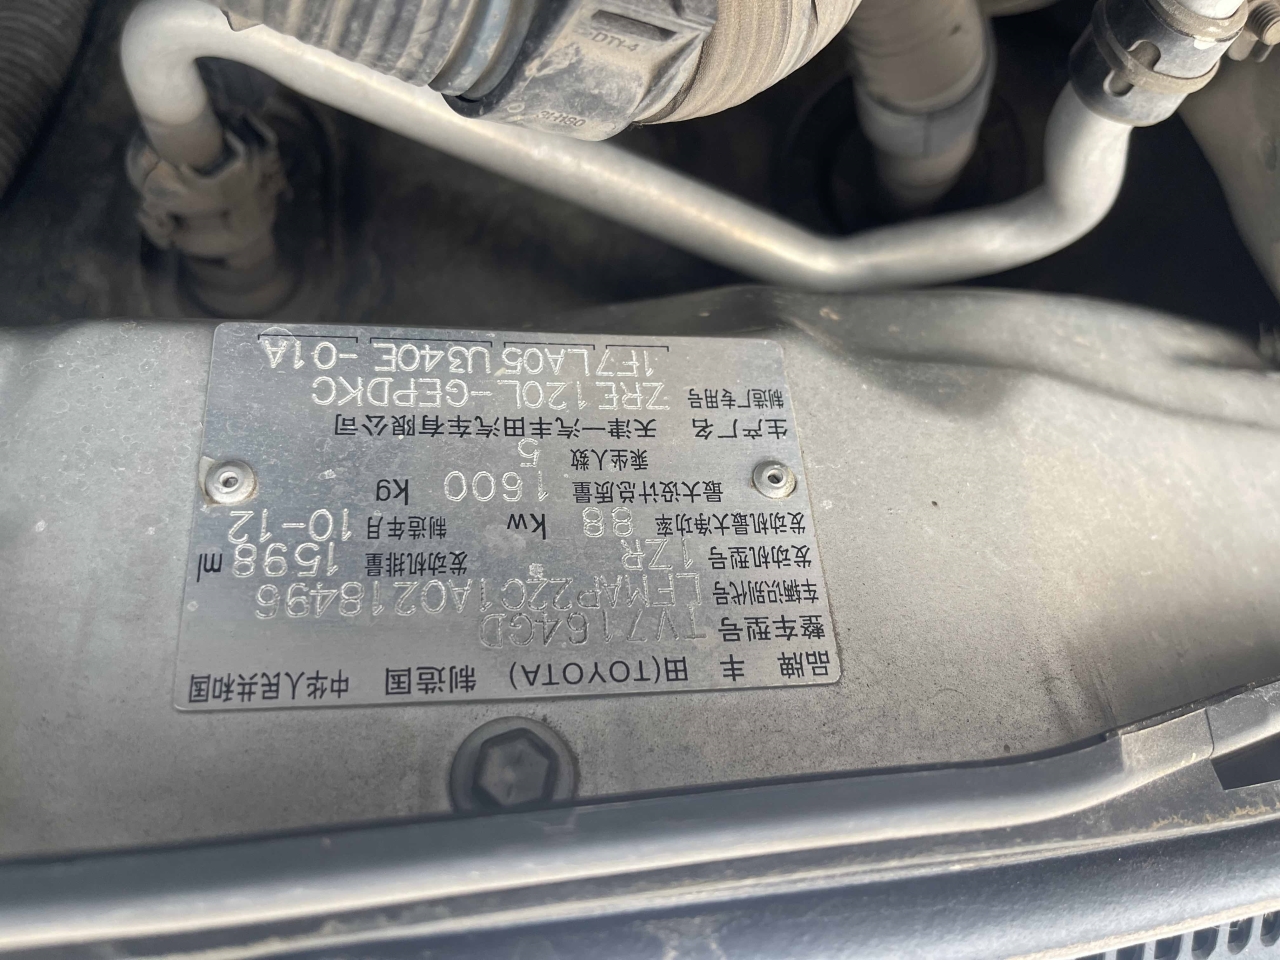 品牌 丰 田(TOYOTA) 制造国 中华人民共和国
整车型号 TV7164GD
车辆识别代号 LFMAP22C1A0218496
发动机型号 1ZR 发动机排量 1598 ml
发动机最大净功率 88 kw 制造年月 10-12
最大设计总质量 1600 kg
乘坐人数 5
生产厂名 天津一汽丰田汽车有限公司
制造厂专用号 ZRE120L-GEPDKC
1F7 LA05 U340E -01A